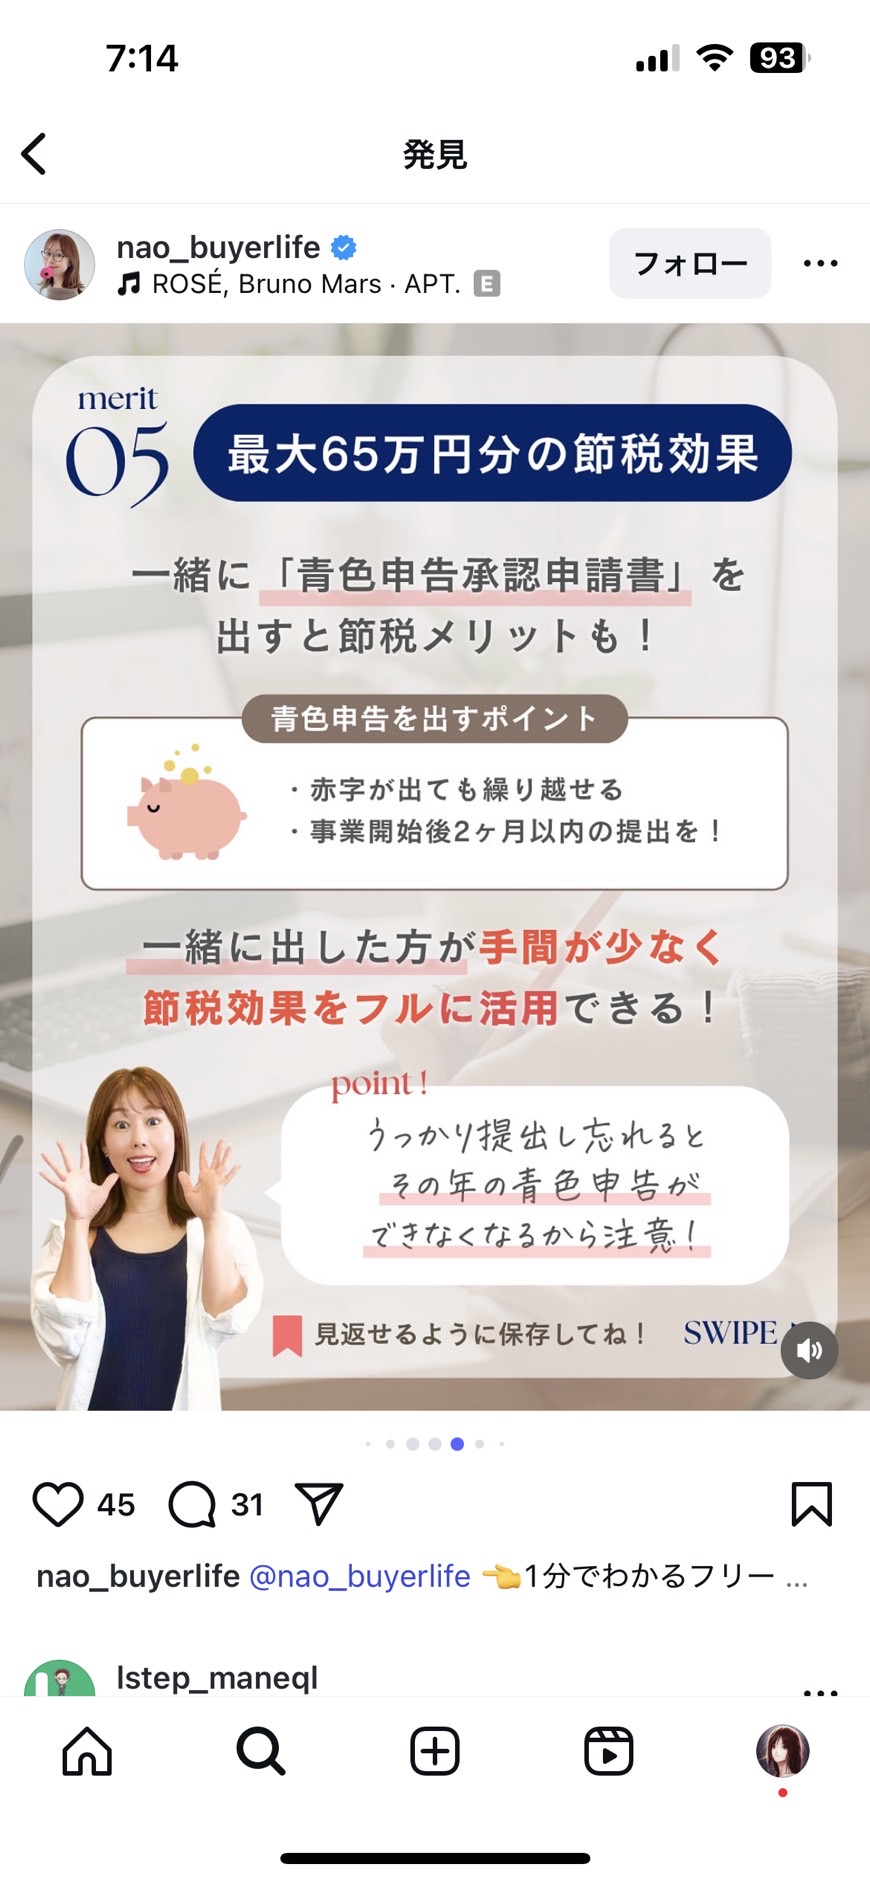 7:14
93
発見
nao_buyerlife
ROSÉ, Bruno Mars · APT. E
フォロー
merit
05
最大65万円分の節税効果
一緒に「青色申告承認申請書」を
出すと節税メリットも！
青色申告を出すポイント
・赤字が出ても繰り越せる
・事業開始後2ヶ月以内の提出を！
一緒に出した方が手間が少なく
節税効果をフルに活用できる！
point!
うっかり提出し忘れると
その年の青色申告が
できなくなるから注意！
見返せるように保存してね！
SWIPE
45
31
nao_buyerlife @nao_buyerlife 👈1分でわかるフリー ...
lstep_maneql